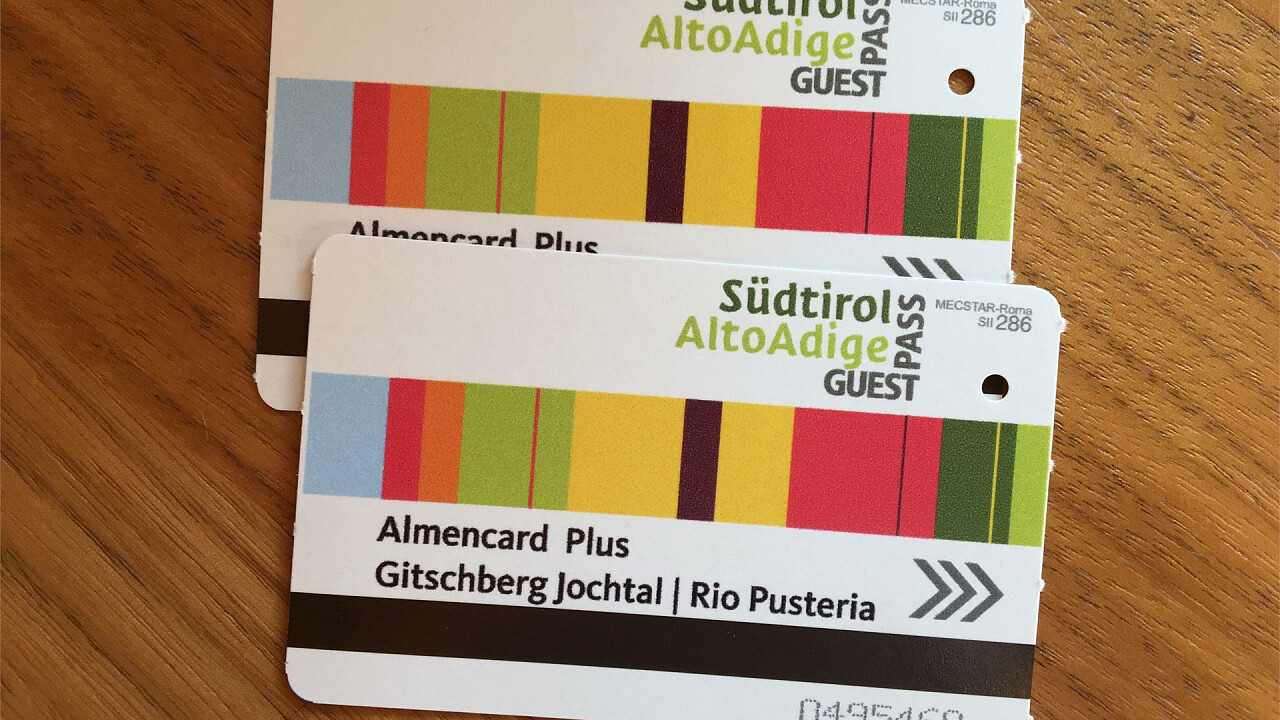 Südtirol
AltoAdige
GUEST
PASS
MECSTAR-Roma
SII 286
Almencard Plus
Südtirol
AltoAdige
GUEST
PASS
MECSTAR-Roma
SII 286
Almencard Plus
Gitschberg Jochtal | Rio Pusteria